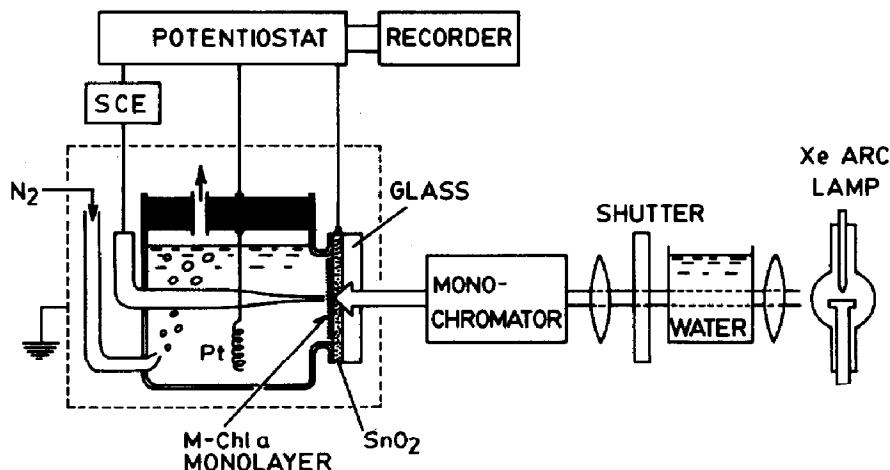 POTENTIOSTAT
RECORDER
SCE
N2
GLASS
Xe ARC
LAMP
SHUTTER
MONO-
CHROMATOR
WATER
Pt
M-Chl a
MONOLAYER
SnO2